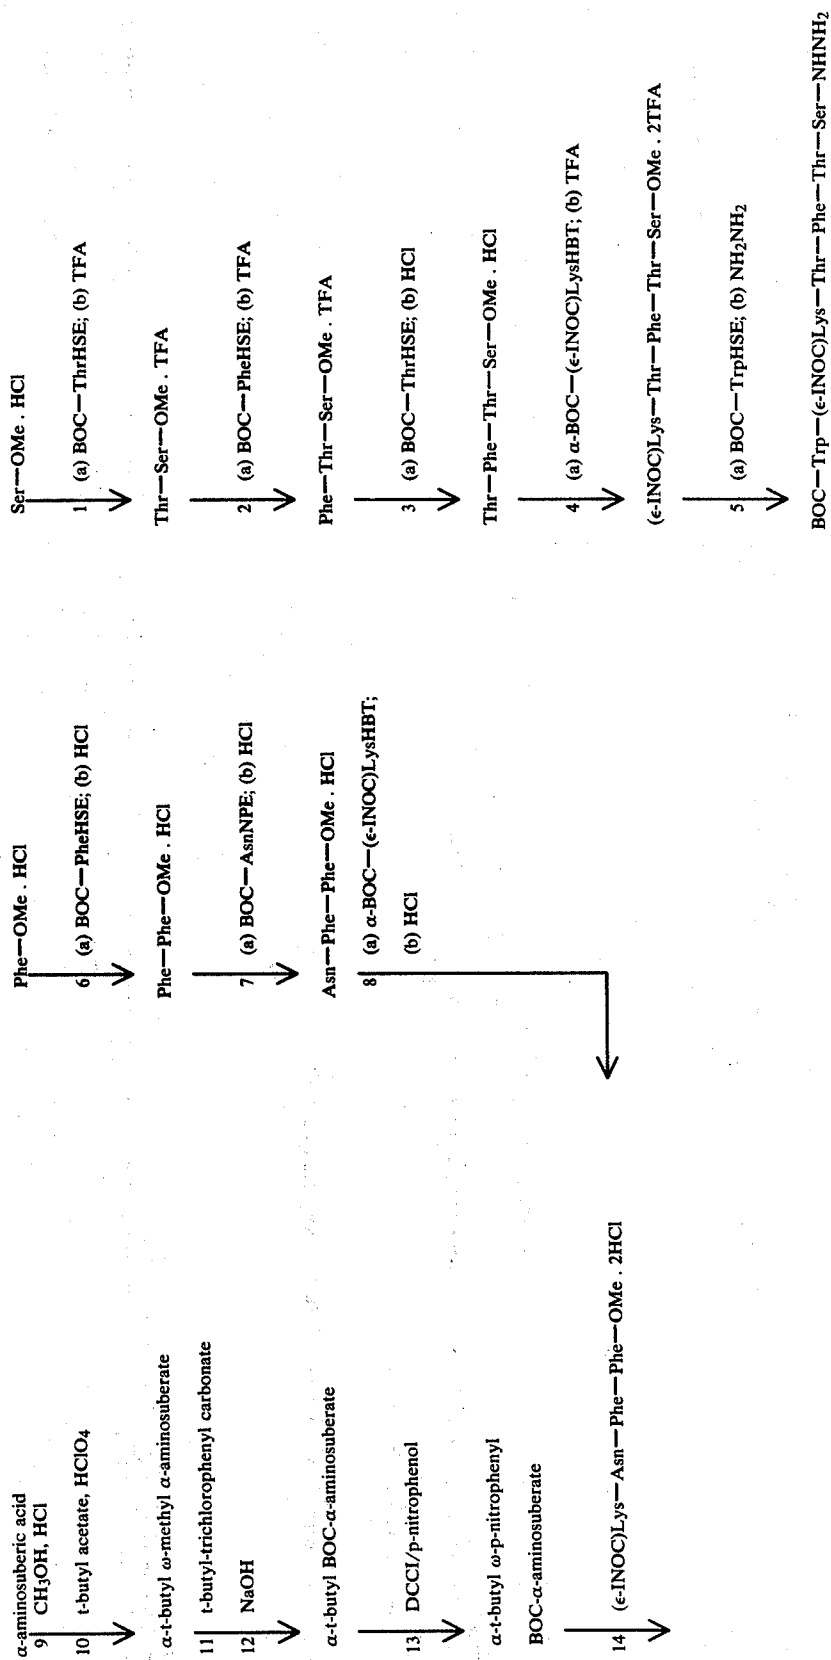 Ser—OMe . HCl
1 (a) BOC—ThrHSE; (b) TFA
Thr—Ser—OMe . TFA
2 (a) BOC—PheHSE; (b) TFA
Phe—Thr—Ser—OMe . TFA
3 (a) BOC—ThrHSE; (b) HCl
Thr—Phe—Thr—Ser—OMe . HCl
4 (a) α-BOC—(ε-INOC)LysHBT; (b) TFA
(ε-INOC)Lys—Thr—Phe—Thr—Ser—OMe . 2TFA
5 (a) BOC—TrpHSE; (b) NH2NH2
BOC—Trp—(ε-INOC)Lys—Thr—Phe—Thr—Ser—NHNH2
Phe—OMe . HCl
6 (a) BOC—PheHSE; (b) HCl
Phe—Phe—OMe . HCl
7 (a) BOC—AsnNPE; (b) HCl
Asn—Phe—Phe—OMe . HCl
8 (a) α-BOC—(ε-INOC)LysHBT;
(b) HCl
α-aminosuberic acid
9 CH3OH, HCl
10 t-butyl acetate, HClO4
α-t-butyl ω-methyl α-aminosuberate
11 t-butyl-trichlorophenyl carbonate
12 NaOH
α-t-butyl BOC-α-aminosuberate
13 DCCI/p-nitrophenol
α-t-butyl ω-p-nitrophenyl
BOC-α-aminosuberate
14 (ε-INOC)Lys—Asn—Phe—Phe—OMe . 2HCl